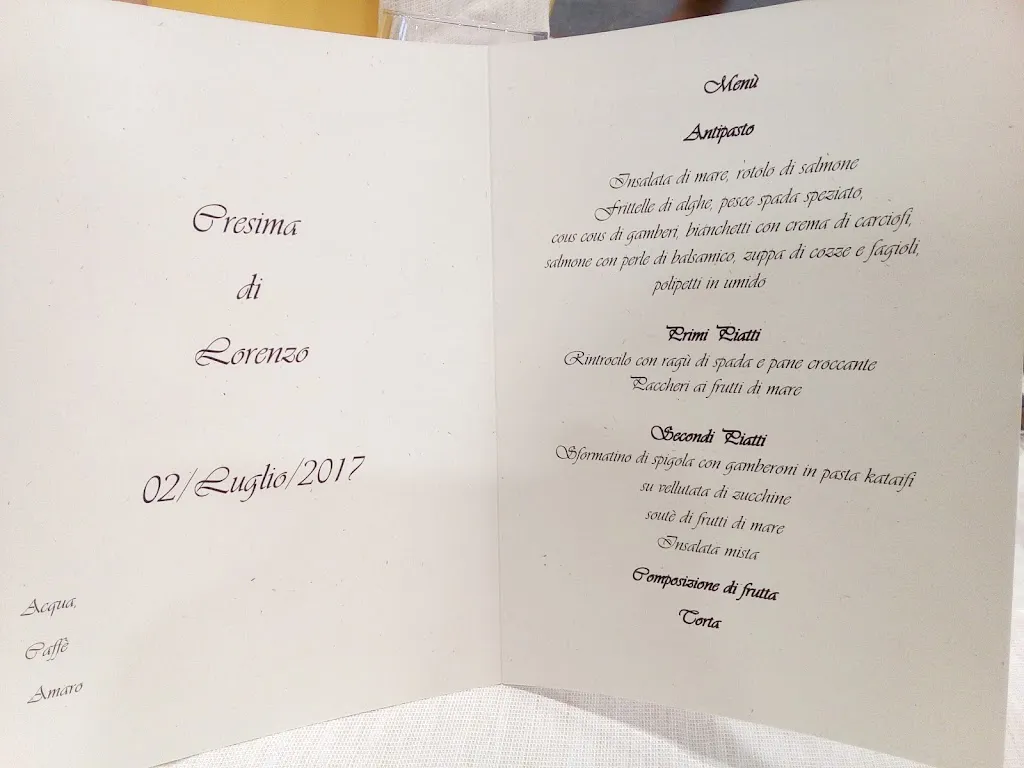 Cresima
di
Lorenzo
02/Luglio/2017
Acqua,
Caffè
Amaro
Menù
Antipasto
Insalata di mare, rotolo di salmone
Frittelle di alghe, pesce spada speziato,
cous cous di gamberi, bianchetti con crema di carciofi,
salmone con perle di balsamico, zuppa di cozze e fagioli,
polipetti in umido
Primi Piatti
Rintrocilo con ragù di spada e pane croccante
Paccheri ai frutti di mare
Secondi Piatti
Sformatino di spigola con gamberoni in pasta kataifi
su vellutata di zucchine
soutè di frutti di mare
Insalata mista
Composizione di frutta
Torta